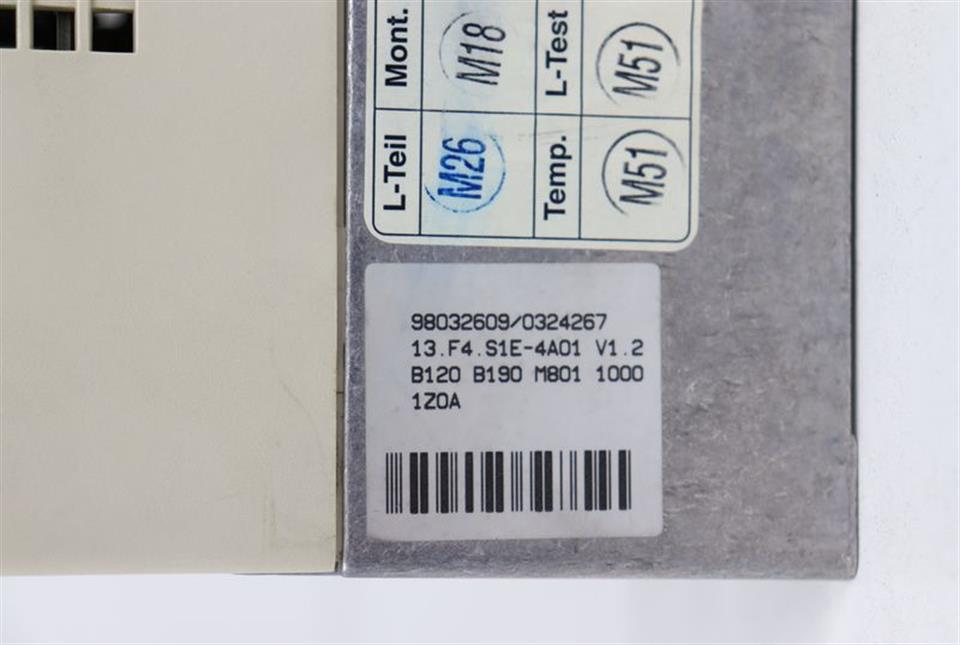 Mont. M18 L-Test M51
L-Teil M26 Temp. M51
98032609/0324267
13.F4.S1E-4A01 V1.2
B120 B190 M801 1000
1Z0A